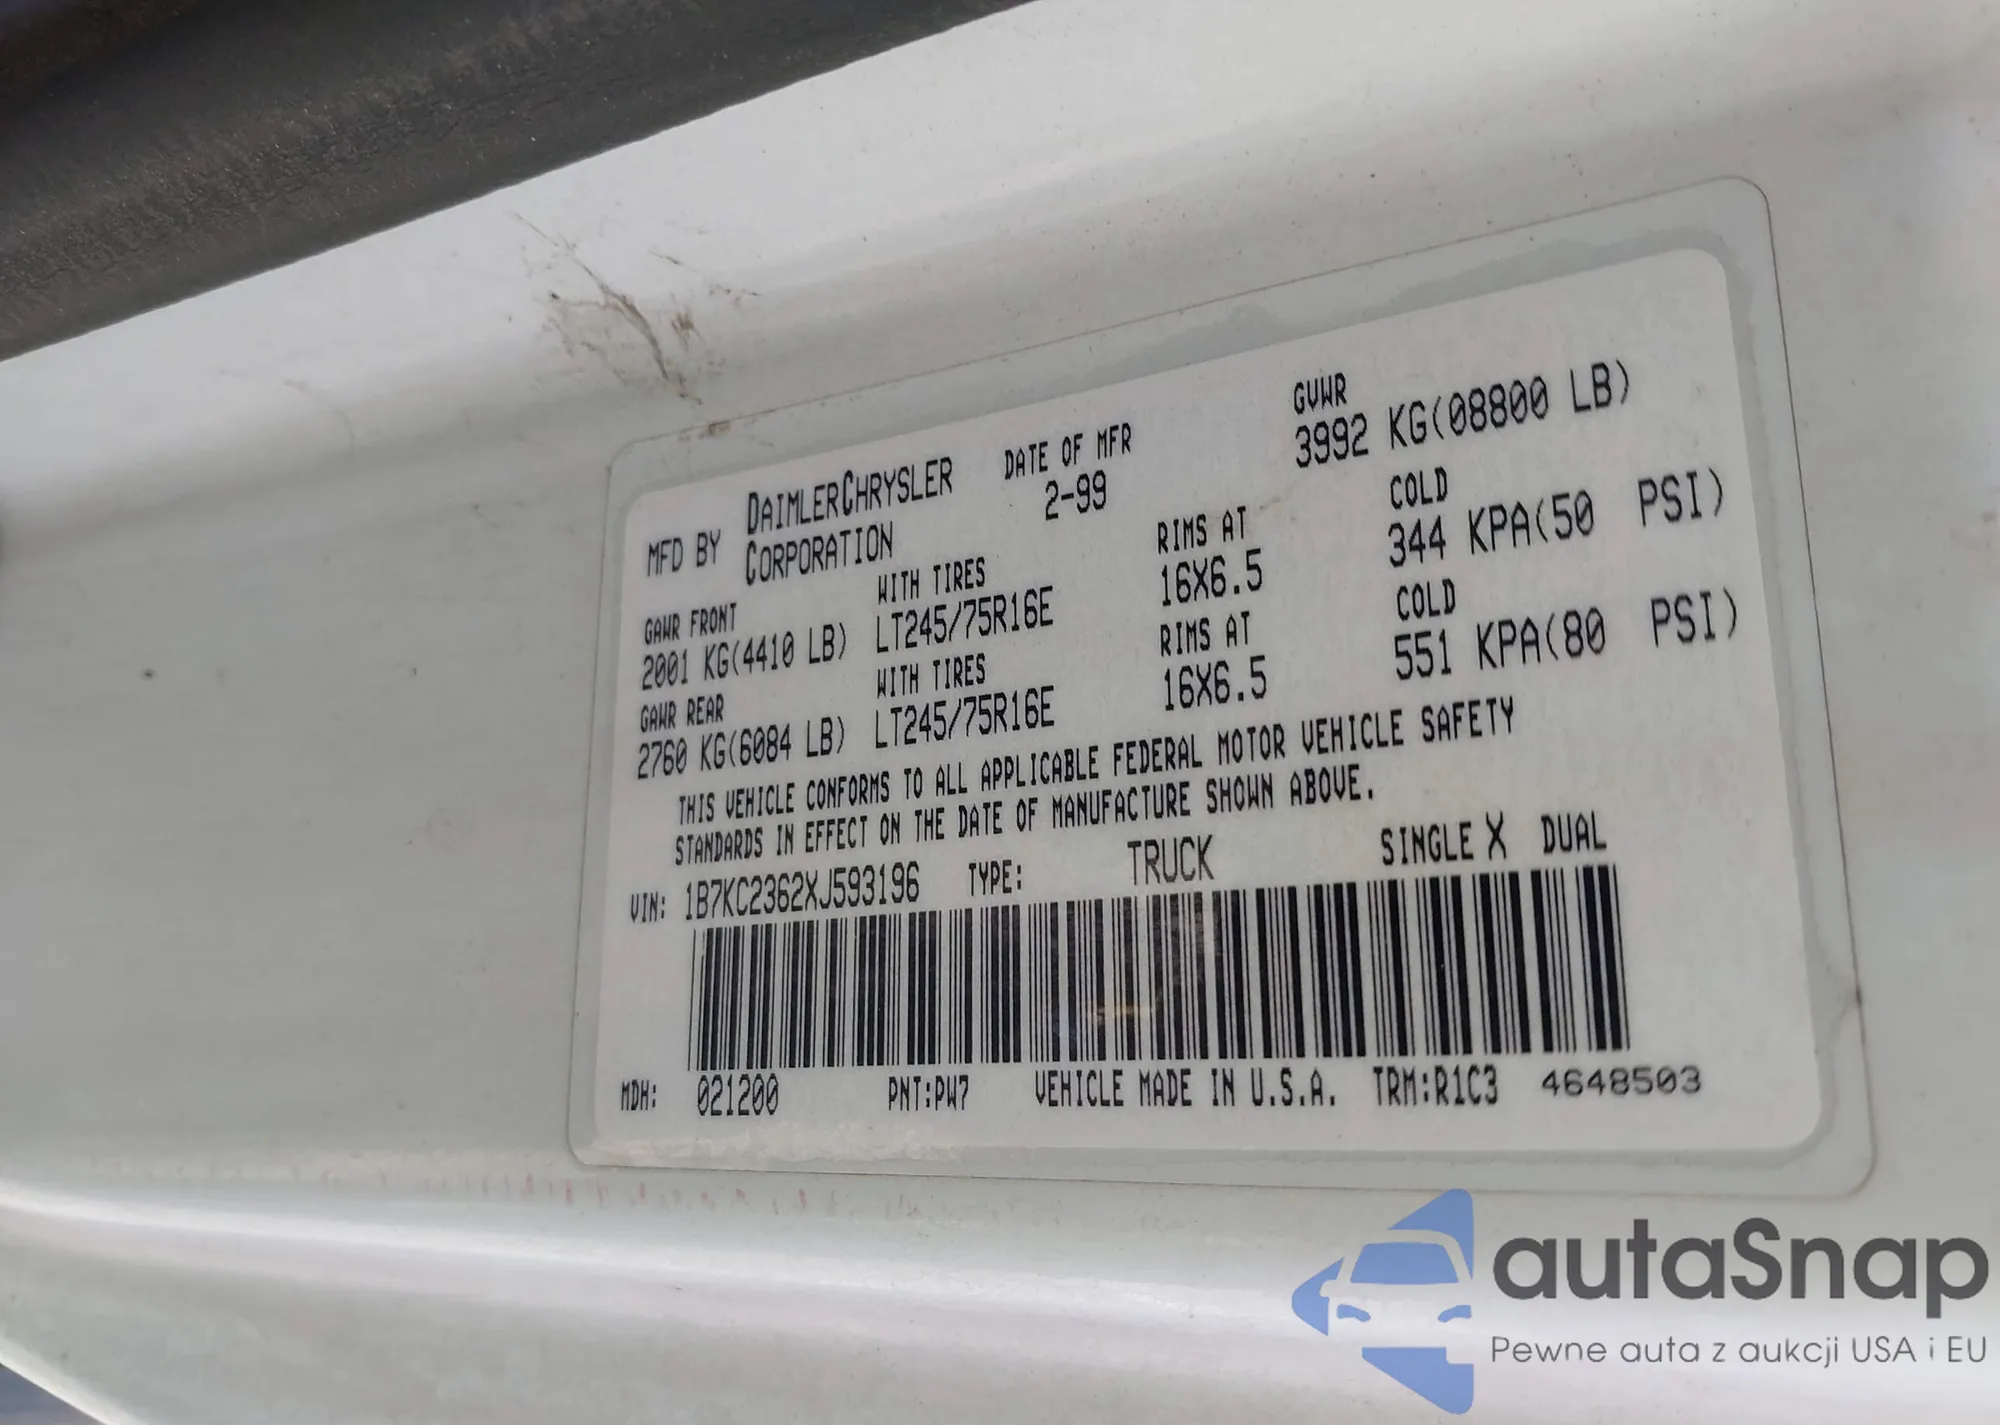 MFD BY DAIMLERCHRYSLER CORPORATION
DATE OF MFR
2-99
GVWR
3992 KG(08800 LB)
GAWR FRONT WITH TIRES RIMS AT COLD
2001 KG(4410 LB) LT245/75R16E 16X6.5 344 KPA(50 PSI)
GAWR REAR WITH TIRES RIMS AT COLD
2760 KG(6084 LB) LT245/75R16E 16X6.5 551 KPA(80 PSI)
THIS VEHICLE CONFORMS TO ALL APPLICABLE FEDERAL MOTOR VEHICLE SAFETY
STANDARDS IN EFFECT ON THE DATE OF MANUFACTURE SHOWN ABOVE.
VIN: 1B7KC2362XJ593196 TYPE: TRUCK SINGLE X DUAL
MDH: 021200 PNT:PW7 VEHICLE MADE IN U.S.A. TRM:R1C3 4648503
autaSnap
Pewne auta z aukcji USA i EU